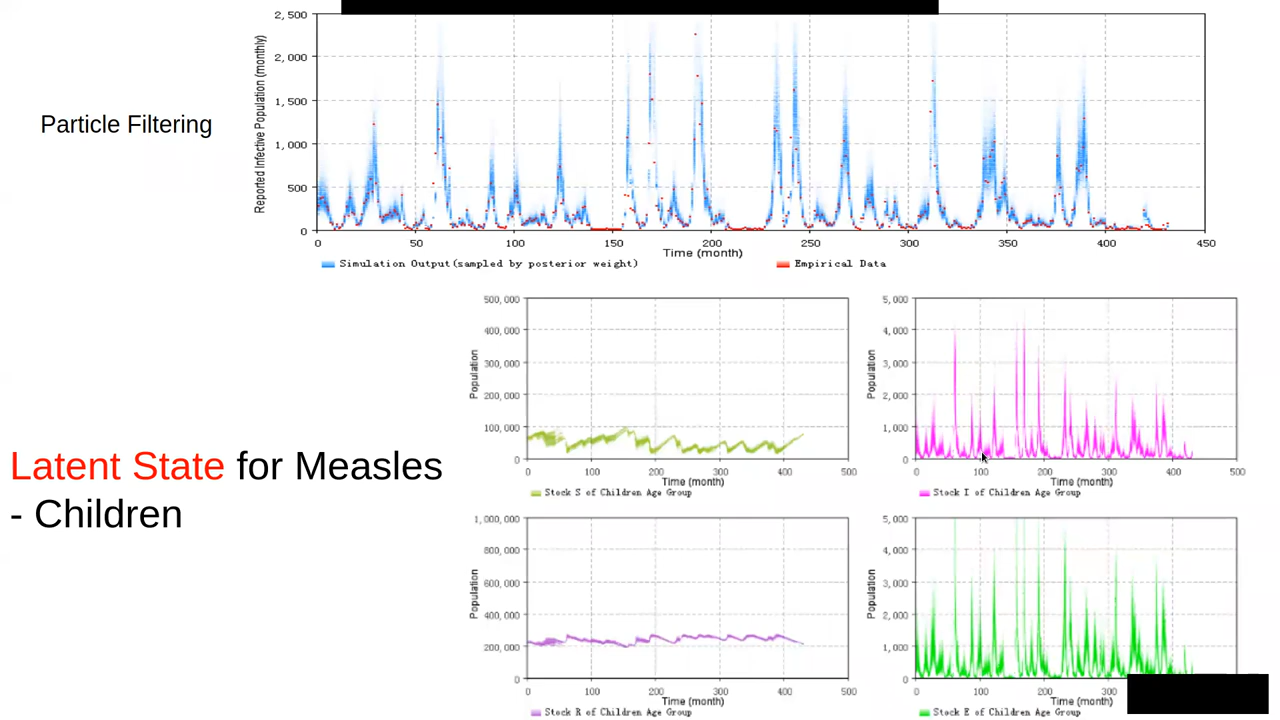 Particle Filtering
Reported Infective Population (monthly)
2,500
2,000
1,500
1,000
500
0
0 50 100 150 200 250 300 350 400 450
Time (month)
Simulation Output(sampled by posterior weight) Empirical Data
Latent State for Measles
- Children
Population
500,000
400,000
300,000
200,000
100,000
0
0 100 200 300 400 500
Time (month)
Stock S of Children Age Group
Population
5,000
4,000
3,000
2,000
1,000
0
0 100 200 300 400 500
Time (month)
Stock I of Children Age Group
Population
1,000,000
800,000
600,000
400,000
200,000
0 100 200 300 400 500
Time (month)
Stock R of Children Age Group
Population
5,000
4,000
3,000
2,000
1,000
0
0 100 200 300
Time (month)
Stock E of Children Age Group